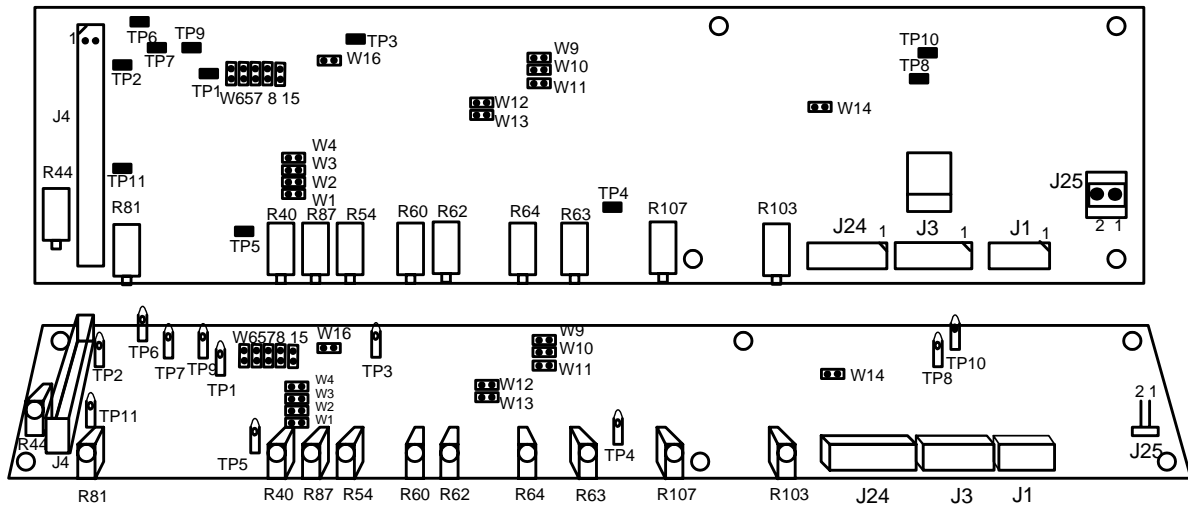 TP6
TP9
TP7
TP3
W16
TP2
TP1
W657 8 15
W9
W10
W11
W12
W13
TP10
TP8
W14
1
J4
W4
W3
W2
W1
R44
TP11
R81
TP5
R40
R87
R54
R60
R62
R64
R63
TP4
R107
R103
J24
1
J3
1
J1
1
J25
2 1
W6578 15
W16
W9
W10
W11
W12
W13
TP2
TP6
TP7
TP9
TP1
TP3
TP8
TP10
W14
W4
W3
W2
W1
TP11
R44
J4
TP5
TP4
2 1
J25
R81
R40
R87
R54
R60
R62
R64
R63
R107
R103
J24
J3
J1